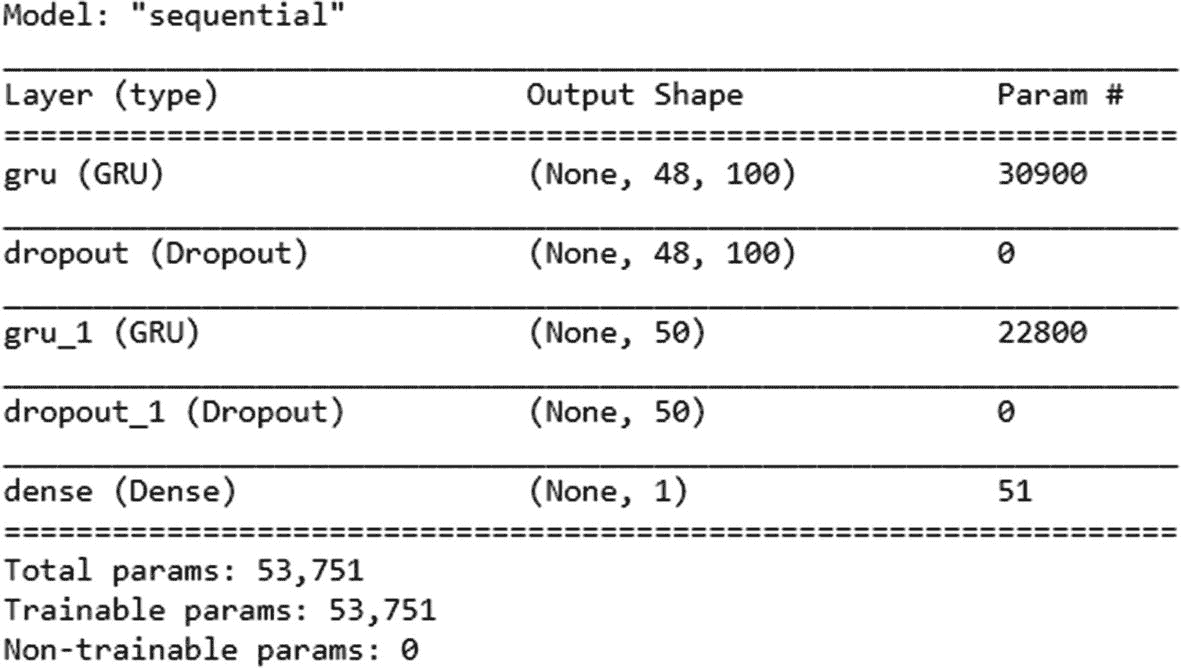 Model: "sequential"
Layer (type) Output Shape Param #
gru (GRU) (None, 48, 100) 30900
dropout (Dropout) (None, 48, 100) 0
gru_1 (GRU) (None, 50) 22800
dropout_1 (Dropout) (None, 50) 0
dense (Dense) (None, 1) 51
Total params: 53,751
Trainable params: 53,751
Non-trainable params: 0